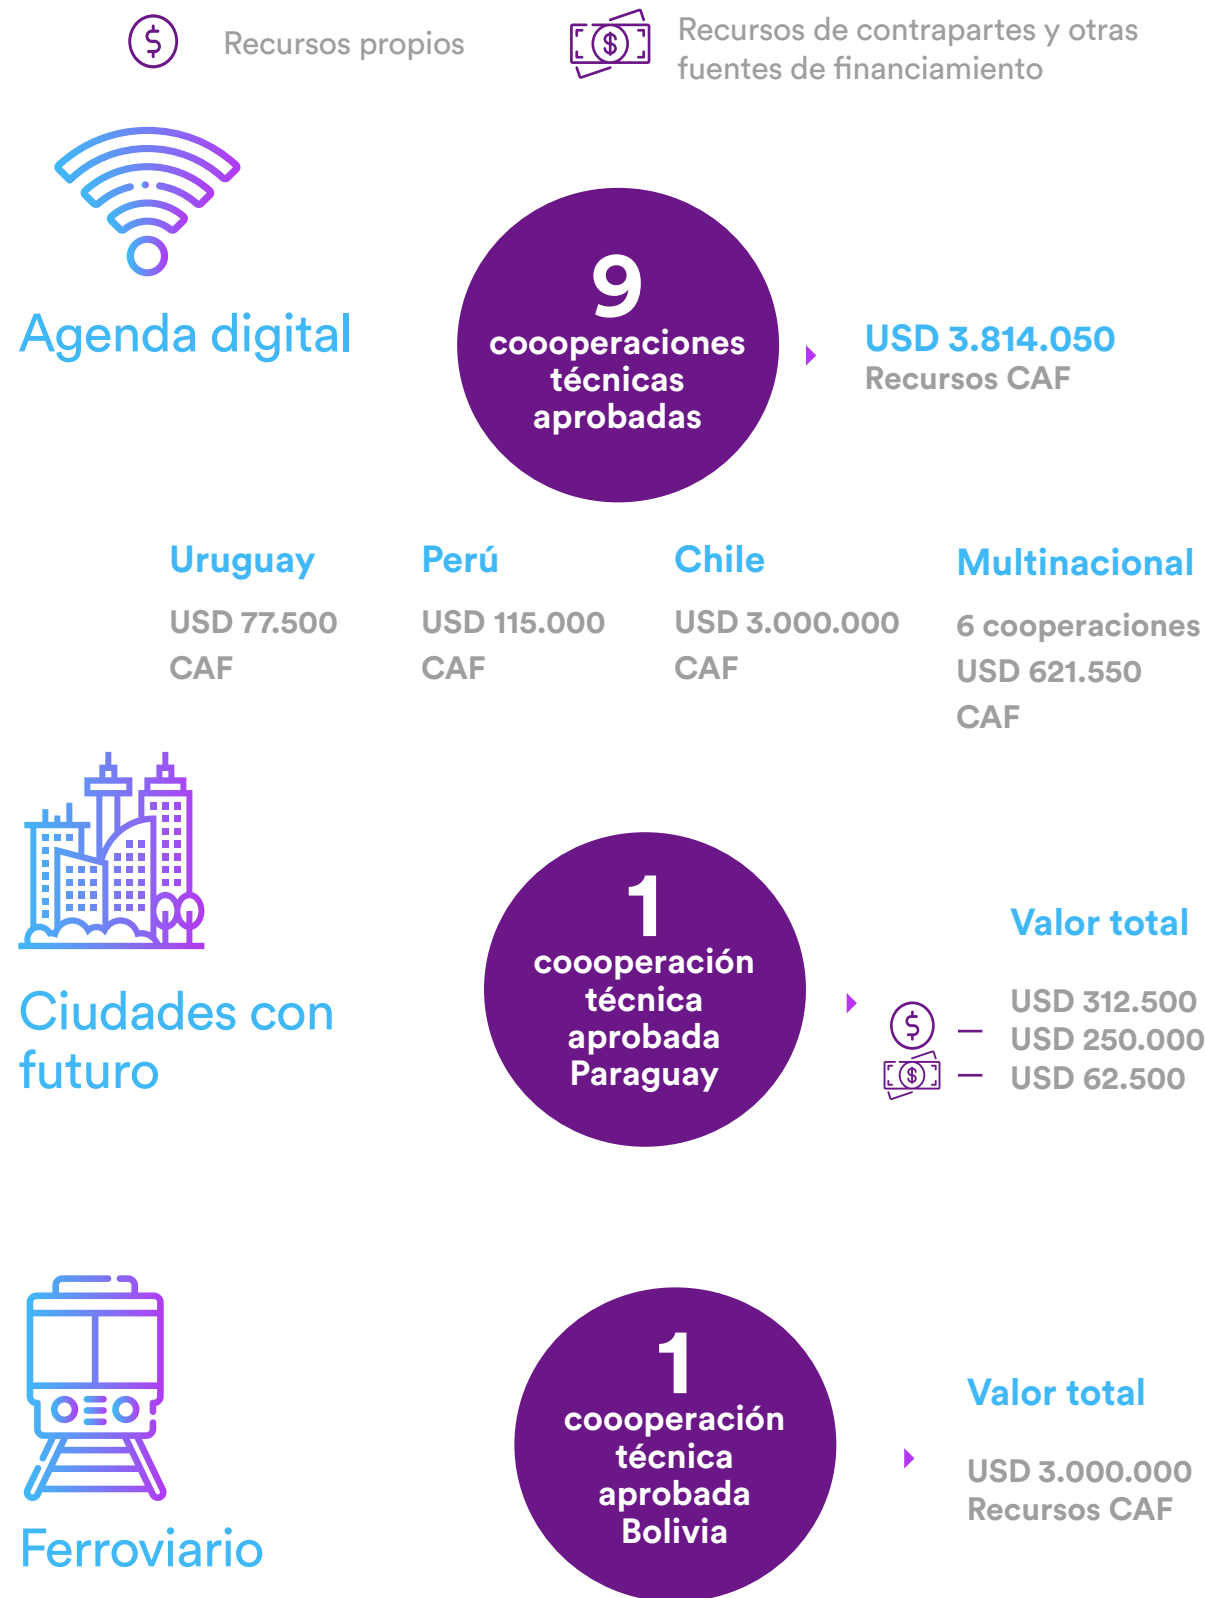 Recursos propios
Recursos de contrapartes y otras
fuentes de financiamiento
Agenda digital
9
coooperaciones
técnicas
aprobadas
USD 3.814.050
Recursos CAF
Uruguay
USD 77.500
CAF
Perú
USD 115.000
CAF
Chile
USD 3.000.000
CAF
Multinacional
6 cooperaciones
USD 621.550
CAF
Ciudades con
futuro
1
coooperación
técnica
aprobada
Paraguay
Valor total
USD 312.500
USD 250.000
USD 62.500
Ferroviario
1
coooperación
técnica
aprobada
Bolivia
Valor total
USD 3.000.000
Recursos CAF